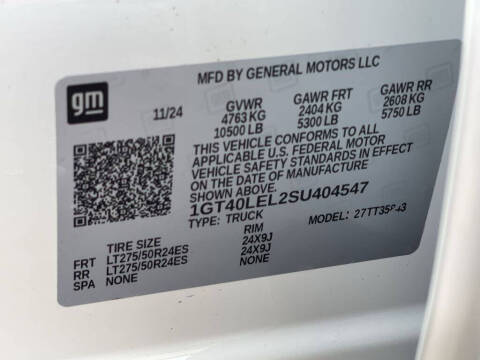 gm
MFD BY GENERAL MOTORS LLC
11/24
GVWR GAWR FRT GAWR RR
4763 KG 2404 KG 2608 KG
10500 LB 5300 LB 5750 LB
THIS VEHICLE CONFORMS TO ALL
APPLICABLE U.S. FEDERAL MOTOR
VEHICLE SAFETY STANDARDS IN EFFECT
ON THE DATE OF MANUFACTURE
SHOWN ABOVE.
1GT40LEL2SU404547
TYPE: TRUCK MODEL:
TIRE SIZE RIM
FRT LT275/50R24ES 24X9J
RR LT275/50R24ES 24X9J
SPA NONE NONE